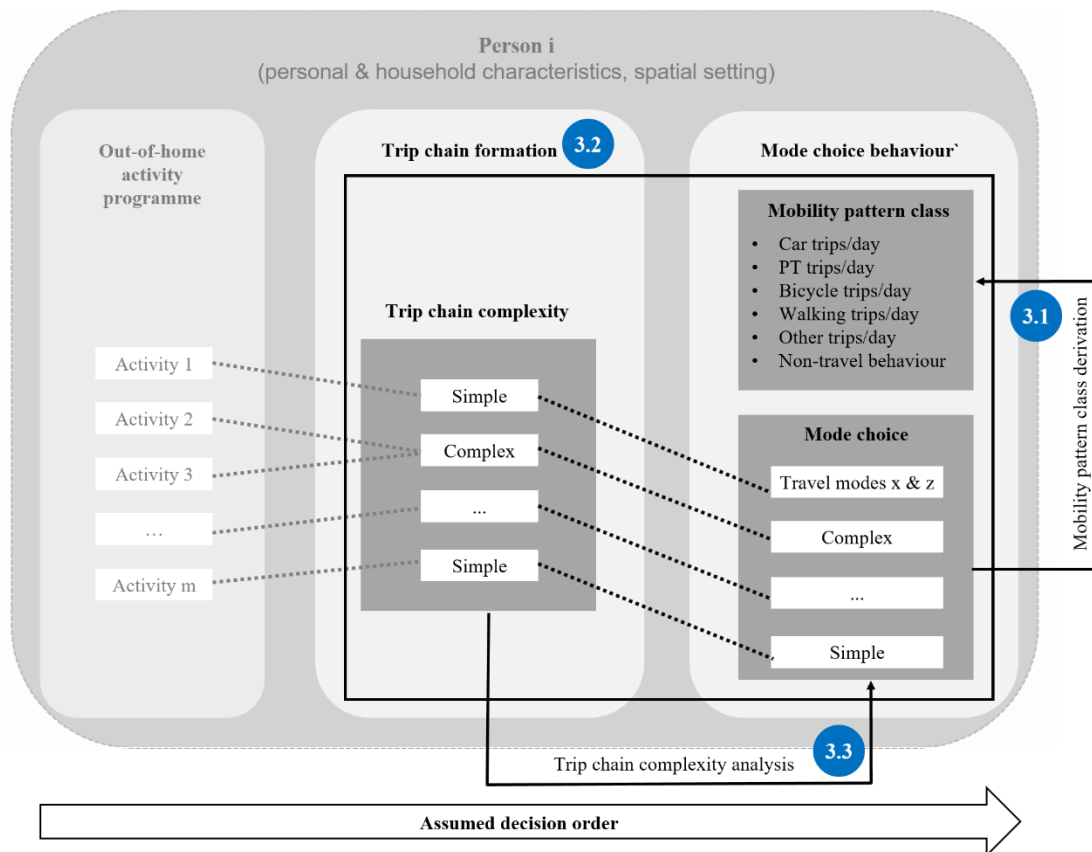 Person i
(personal & household characteristics, spatial setting)
Out-of-home
activity
programme
Activity 1
Activity 2
Activity 3
…
Activity m
Trip chain formation
3.2
Trip chain complexity
Simple
Complex
...
Simple
Mode choice behaviour`
Mobility pattern class
• Car trips/day
• PT trips/day
• Bicycle trips/day
• Walking trips/day
• Other trips/day
• Non-travel behaviour
Mode choice
Travel modes x & z
Complex
...
Simple
3.1
Mobility pattern class derivation
Trip chain complexity analysis
3.3
Assumed decision order